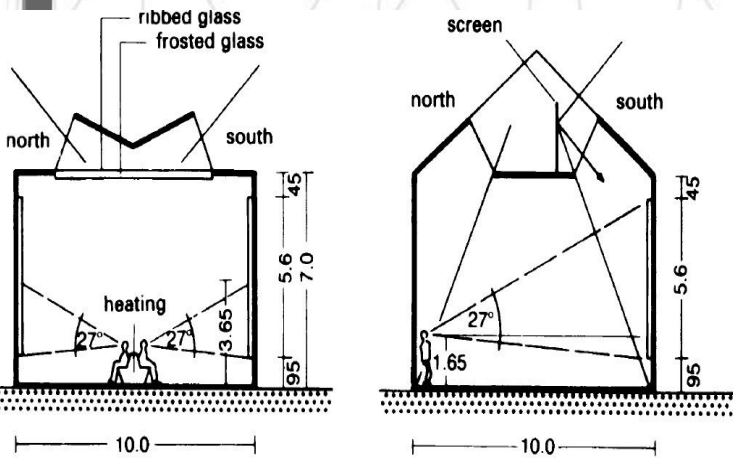 ribbed glass
frosted glass
north
south
heating
27°
27°
3.65
45
5.6
7.0
95
10.0
screen
north
south
27°
1.65
45
5.6
95
10.0